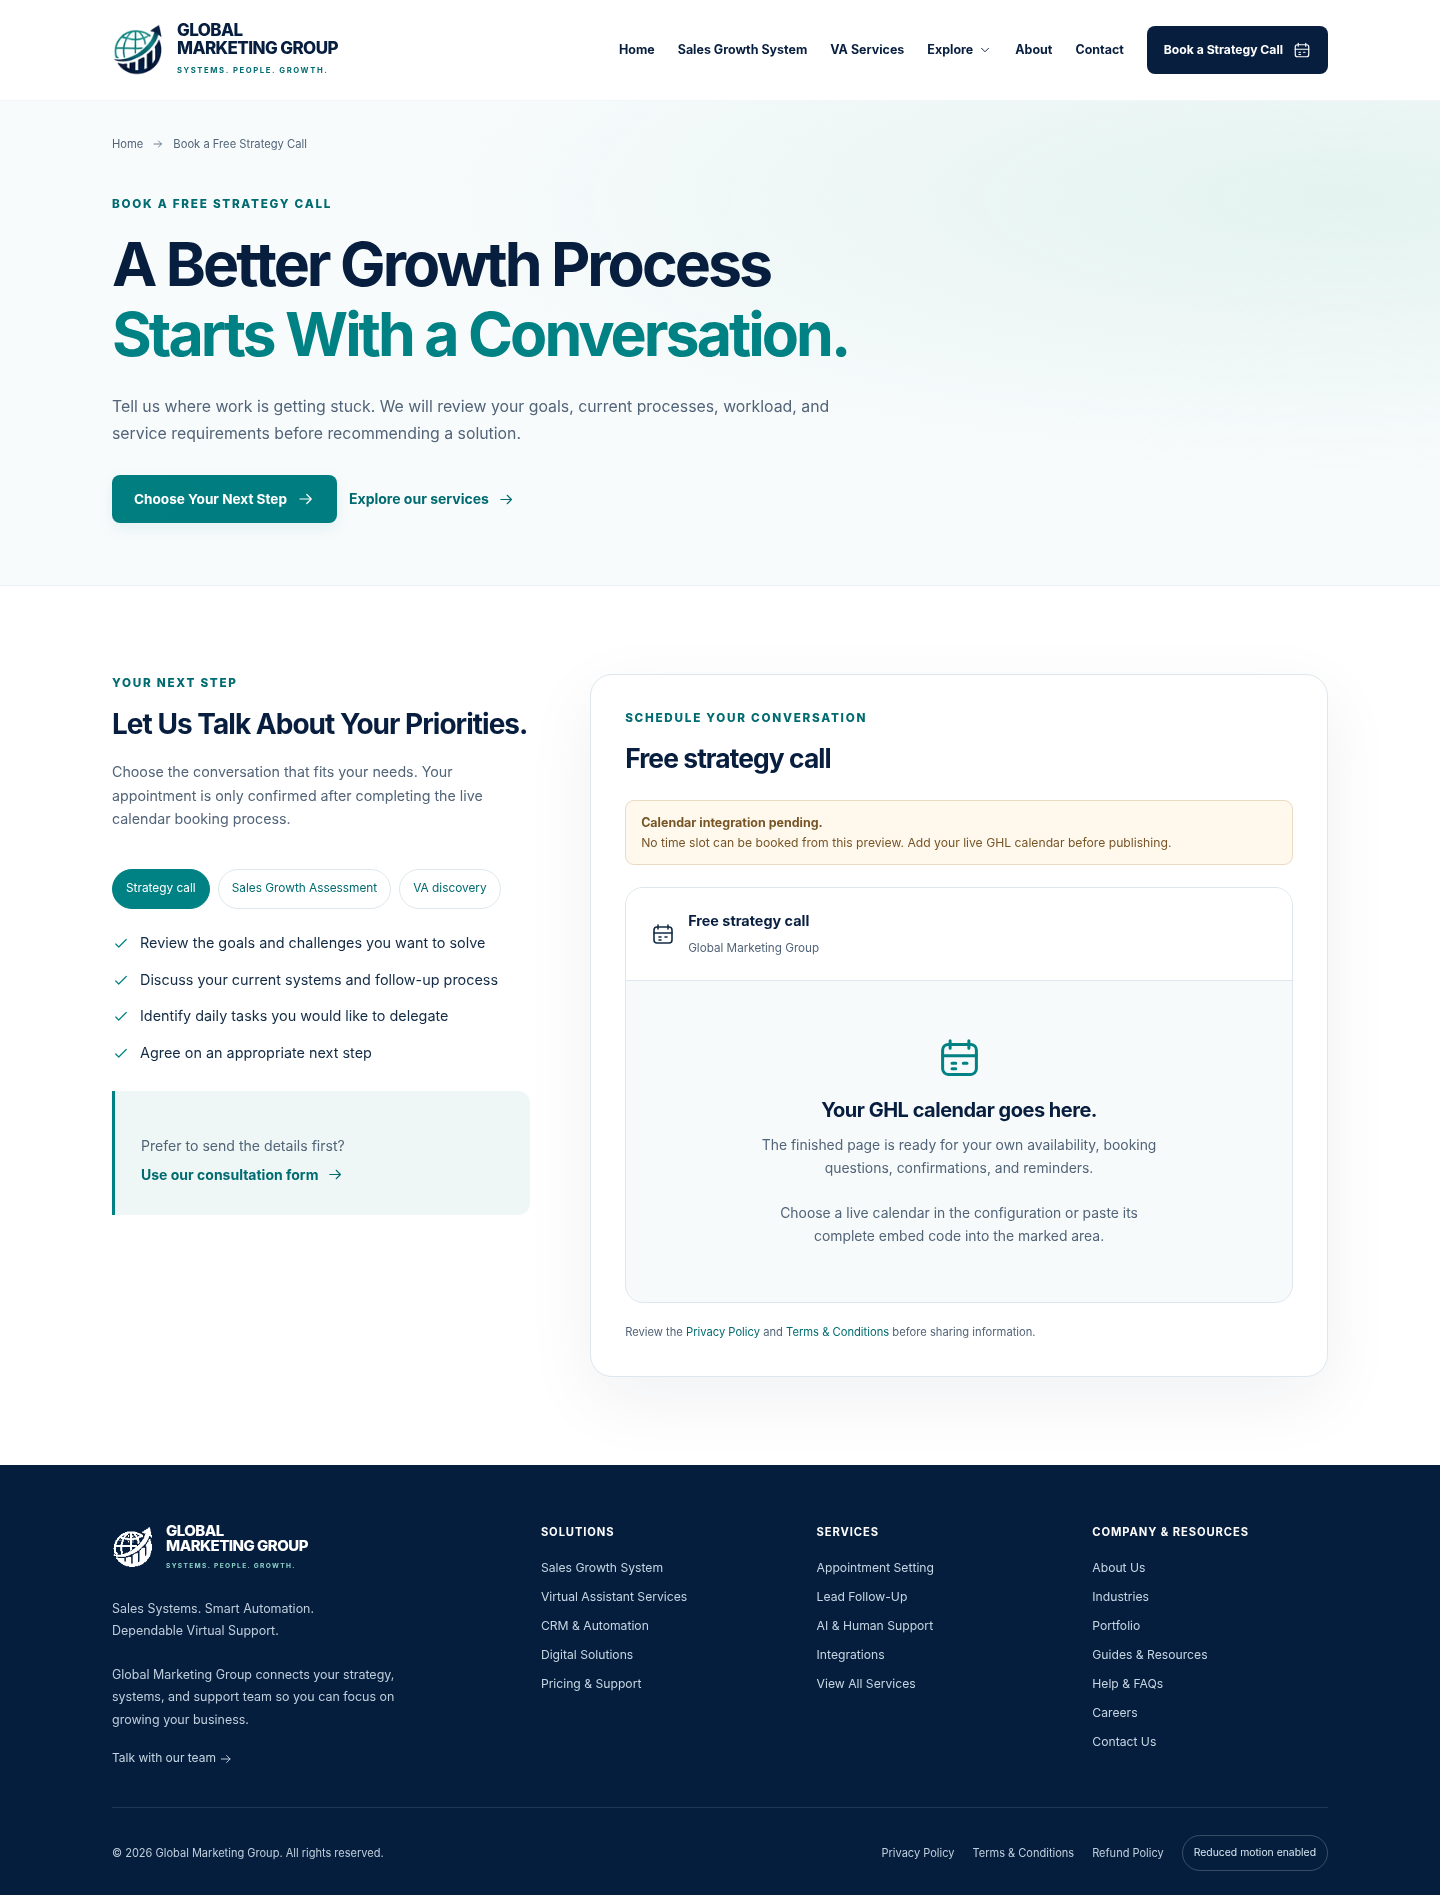 GLOBAL
MARKETING GROUP
SYSTEMS. PEOPLE. GROWTH.
Home
Sales Growth System
VA Services
Explore
About
Contact
Book a Strategy Call
Home → Book a Free Strategy Call
BOOK A FREE STRATEGY CALL
A Better Growth Process
Starts With a Conversation.
Tell us where work is getting stuck. We will review your goals, current processes, workload, and
service requirements before recommending a solution.
Choose Your Next Step →
Explore our services →
YOUR NEXT STEP
Let Us Talk About Your Priorities.
Choose the conversation that fits your needs. Your
appointment is only confirmed after completing the live
calendar booking process.
Strategy call
Sales Growth Assessment
VA discovery
Review the goals and challenges you want to solve
Discuss your current systems and follow-up process
Identify daily tasks you would like to delegate
Agree on an appropriate next step
Prefer to send the details first?
Use our consultation form →
SCHEDULE YOUR CONVERSATION
Free strategy call
Calendar integration pending.
No time slot can be booked from this preview. Add your live GHL calendar before publishing.
Free strategy call
Global Marketing Group
Your GHL calendar goes here.
The finished page is ready for your own availability, booking
questions, confirmations, and reminders.
Choose a live calendar in the configuration or paste its
complete embed code into the marked area.
Review the Privacy Policy and Terms & Conditions before sharing information.
GLOBAL
MARKETING GROUP
SYSTEMS. PEOPLE. GROWTH.
Sales Systems. Smart Automation.
Dependable Virtual Support.
Global Marketing Group connects your strategy,
systems, and support team so you can focus on
growing your business.
Talk with our team →
SOLUTIONS
Sales Growth System
Virtual Assistant Services
CRM & Automation
Digital Solutions
Pricing & Support
SERVICES
Appointment Setting
Lead Follow-Up
AI & Human Support
Integrations
View All Services
COMPANY & RESOURCES
About Us
Industries
Portfolio
Guides & Resources
Help & FAQs
Careers
Contact Us
© 2026 Global Marketing Group. All rights reserved.
Privacy Policy
Terms & Conditions
Refund Policy
Reduced motion enabled